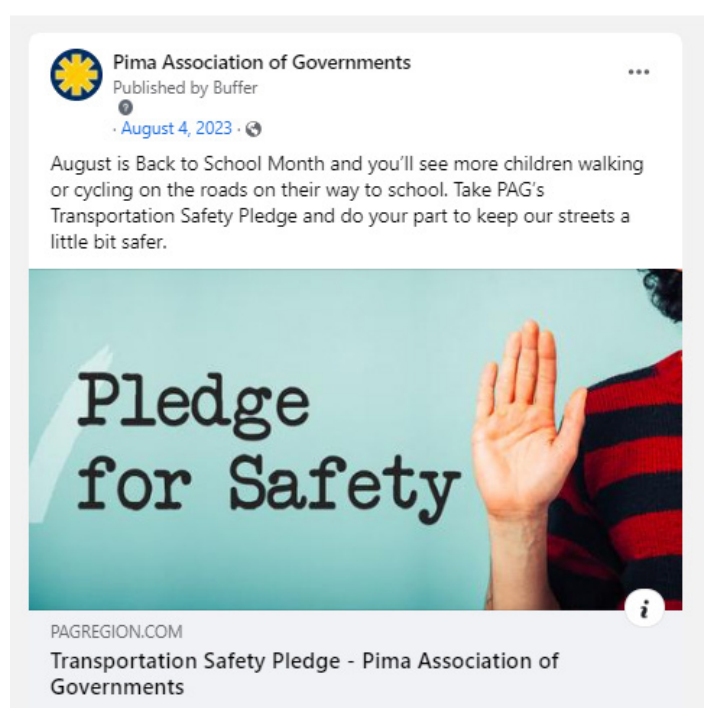 Pima Association of Governments
Published by Buffer
?
· August 4, 2023 ·
August is Back to School Month and you'll see more children walking
or cycling on the roads on their way to school. Take PAG's
Transportation Safety Pledge and do your part to keep our streets a
little bit safer.
Pledge
for Safety
i
PAGREGION.COM
Transportation Safety Pledge - Pima Association of
Governments